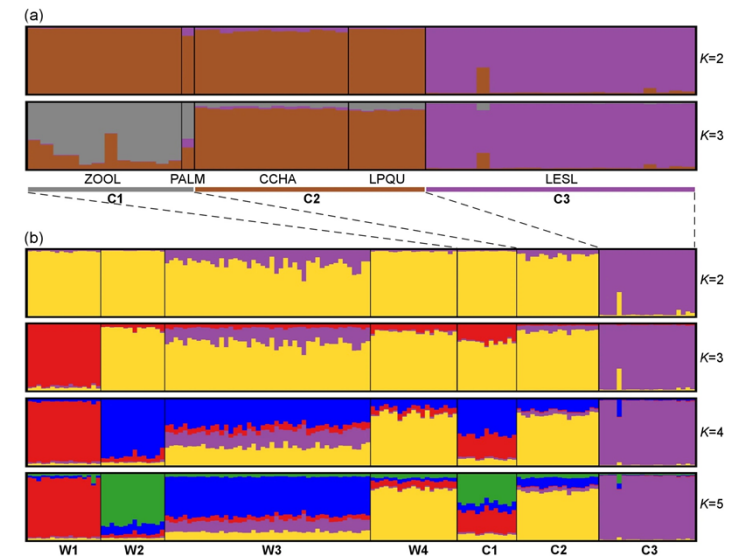 (a)
K=2
K=3
ZOOL PALM CCHA LPQU LESL
C1 C2 C3
(b)
K=2
K=3
K=4
K=5
W1 W2 W3 W4 C1 C2 C3